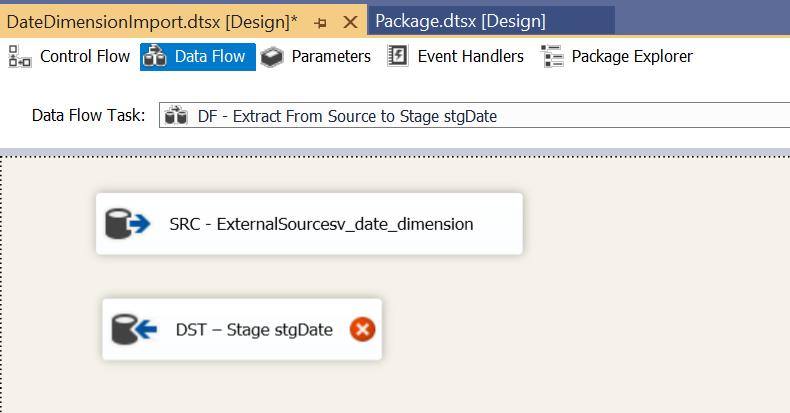 DateDimensionImport.dtsx [Design]* Package.dtsx [Design]
Control Flow Data Flow Parameters Event Handlers Package Explorer
Data Flow Task: DF - Extract From Source to Stage stgDate
SRC - ExternalSourcesv_date_dimension
DST – Stage stgDate